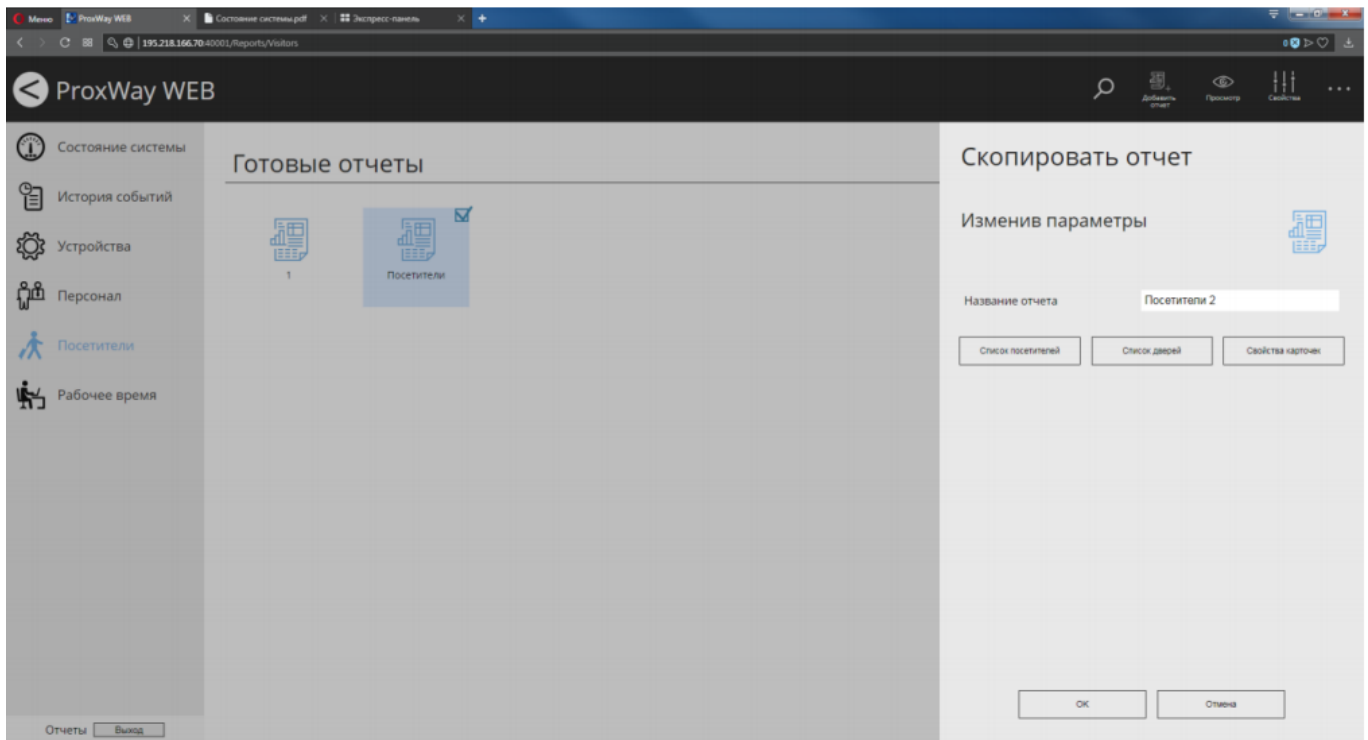 Меню ProxWay WEB Состояние системы.pdf Экспресс-панель
195.218.166.70:40001/Reports/Visitors 0
ProxWay WEB
Добавить отчет
Просмотр
Свойства
Состояние системы
История событий
Устройства
Персонал
Посетители
Рабочее время
Отчеты Выход
Готовые отчеты
1
Посетители
Скопировать отчет
Изменив параметры
Название отчета Посетители 2
Список посетителей Список дверей Свойства карточек
OK Отмена